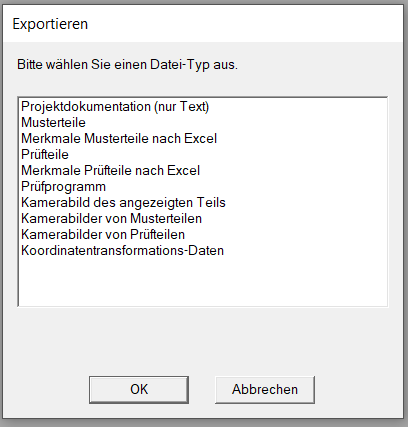 Exportieren
Bitte wählen Sie einen Datei-Typ aus.
Projektdokumentation (nur Text)
Musterteile
Merkmale Musterteile nach Excel
Prüfteile
Merkmale Prüfteile nach Excel
Prüfprogramm
Kamerabild des angezeigten Teils
Kamerabilder von Musterteilen
Kamerabilder von Prüfteilen
Koordinatentransformations-Daten
OK
Abbrechen